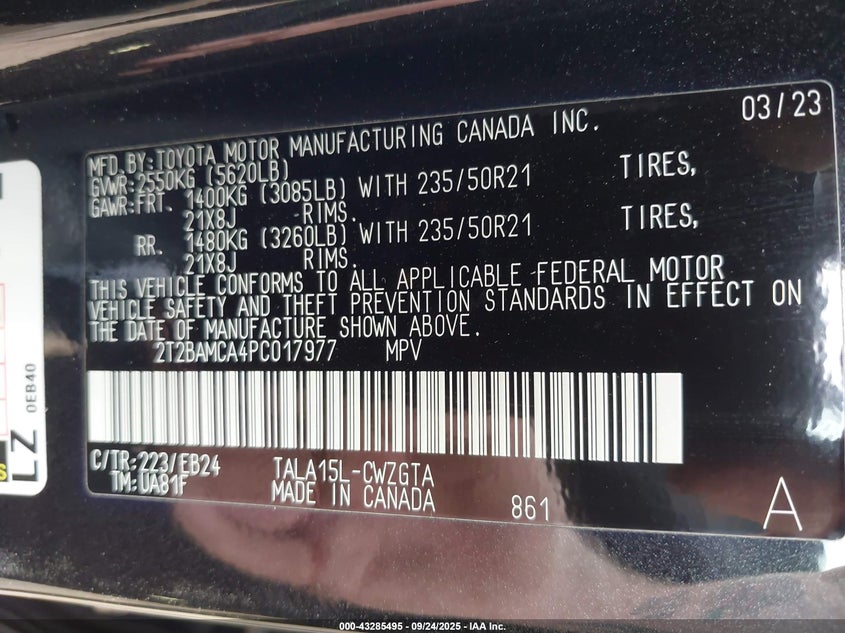 03/23
MFD.BY:TOYOTA MOTOR MANUFACTURING CANADA INC.
GVWR:2550KG (5620LB)
GAWR:FRT. 1400KG (3085LB) WITH 235/50R21 TIRES,
21X8J RIMS.
RR. 1480KG (3260LB) WITH 235/50R21 TIRES,
21X8J RIMS.
THIS VEHICLE CONFORMS TO ALL APPLICABLE FEDERAL MOTOR
VEHICLE SAFETY AND THEFT PREVENTION STANDARDS IN EFFECT ON
THE DATE OF MANUFACTURE SHOWN ABOVE.
2T2BAMCA4PC017977 MPV
C/TR:223/EB24 TALA15L-CWZGTA
TM:UA81F MADE IN CANADA 861 A
LZ 0EB40
000-43285495 - 09/24/2025 - IAA Inc.